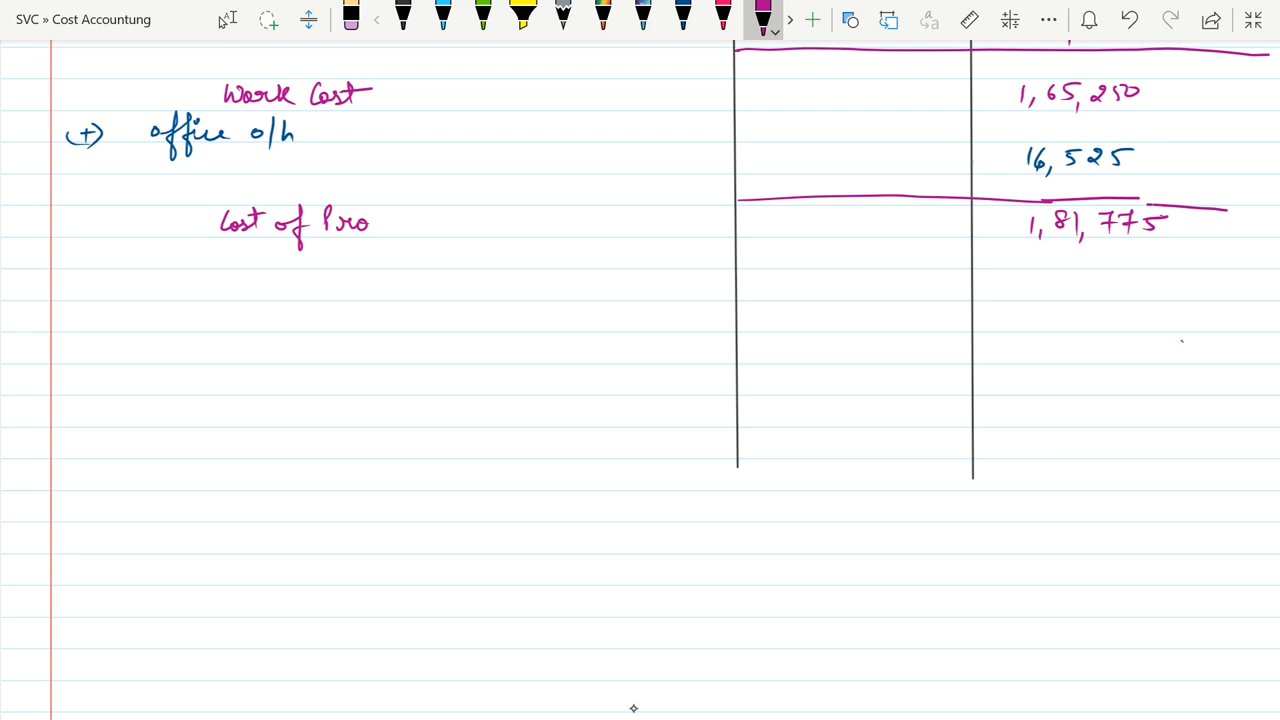 SVC » Cost Accountung
Work Cost 1,65,250
(+) office o/h 16,525
Cost of Pro 1,81,775